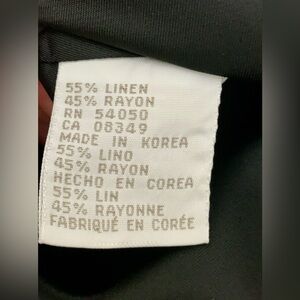 55% LINEN
45% RAYON
RN 54050
CA 08349
MADE IN KOREA
55% LINO
45% RAYON
HECHO EN COREA
55% LIN
45% RAYONNE
FABRIQUÉ EN CORÉE